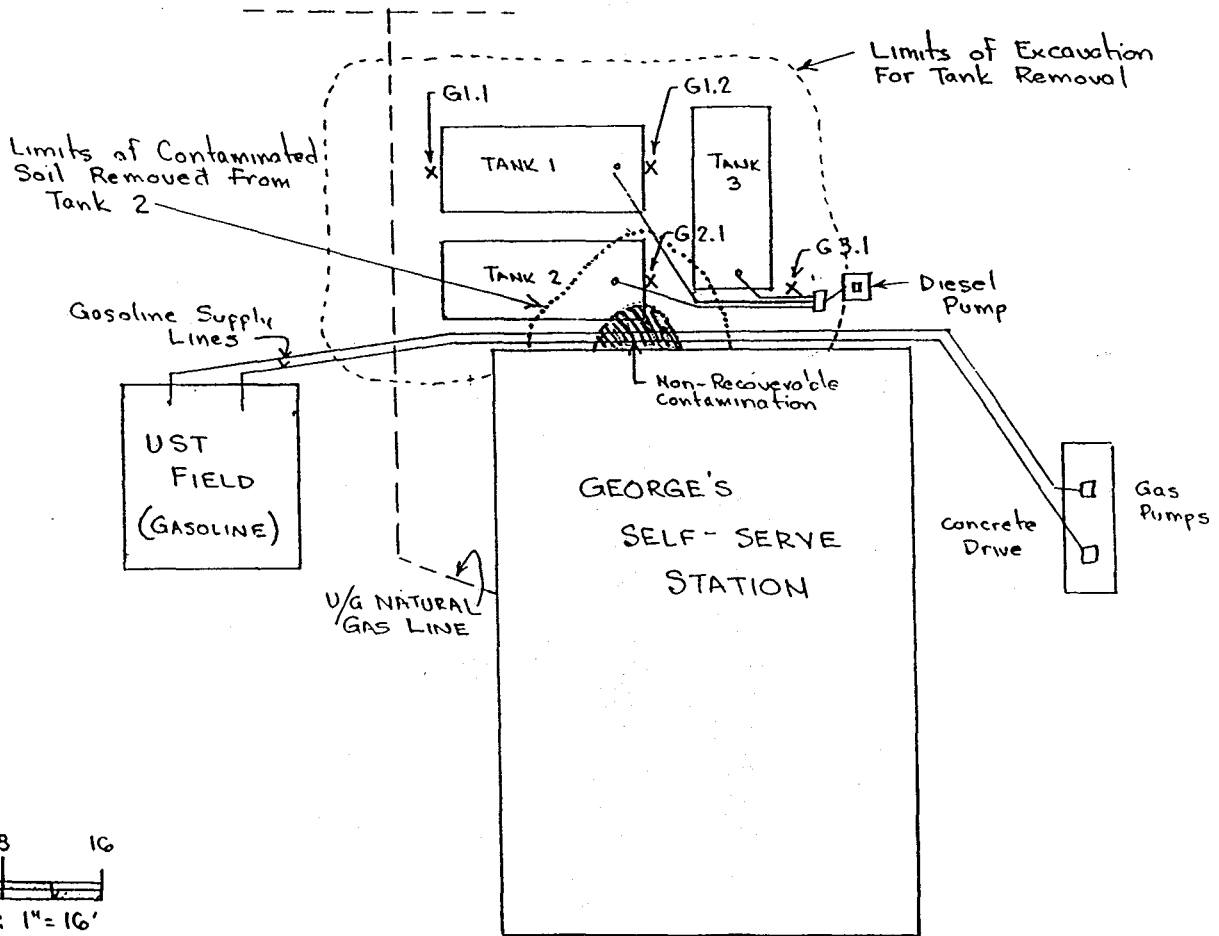 Limits of Excavation
For Tank Removal
G1.1
G1.2
Limits of Contaminated
Soil Removed From
Tank 2
TANK 1
TANK
3
G2.1
G3.1
TANK 2
Diesel
Pump
Gasoline Supply
Lines
Non-Recoverable
Contamination
UST
FIELD
(GASOLINE)
GEORGE'S
SELF-SERVE
STATION
Gas
Pumps
Concrete
Drive
U/G NATURAL
GAS LINE
8 16
: 1"=16'